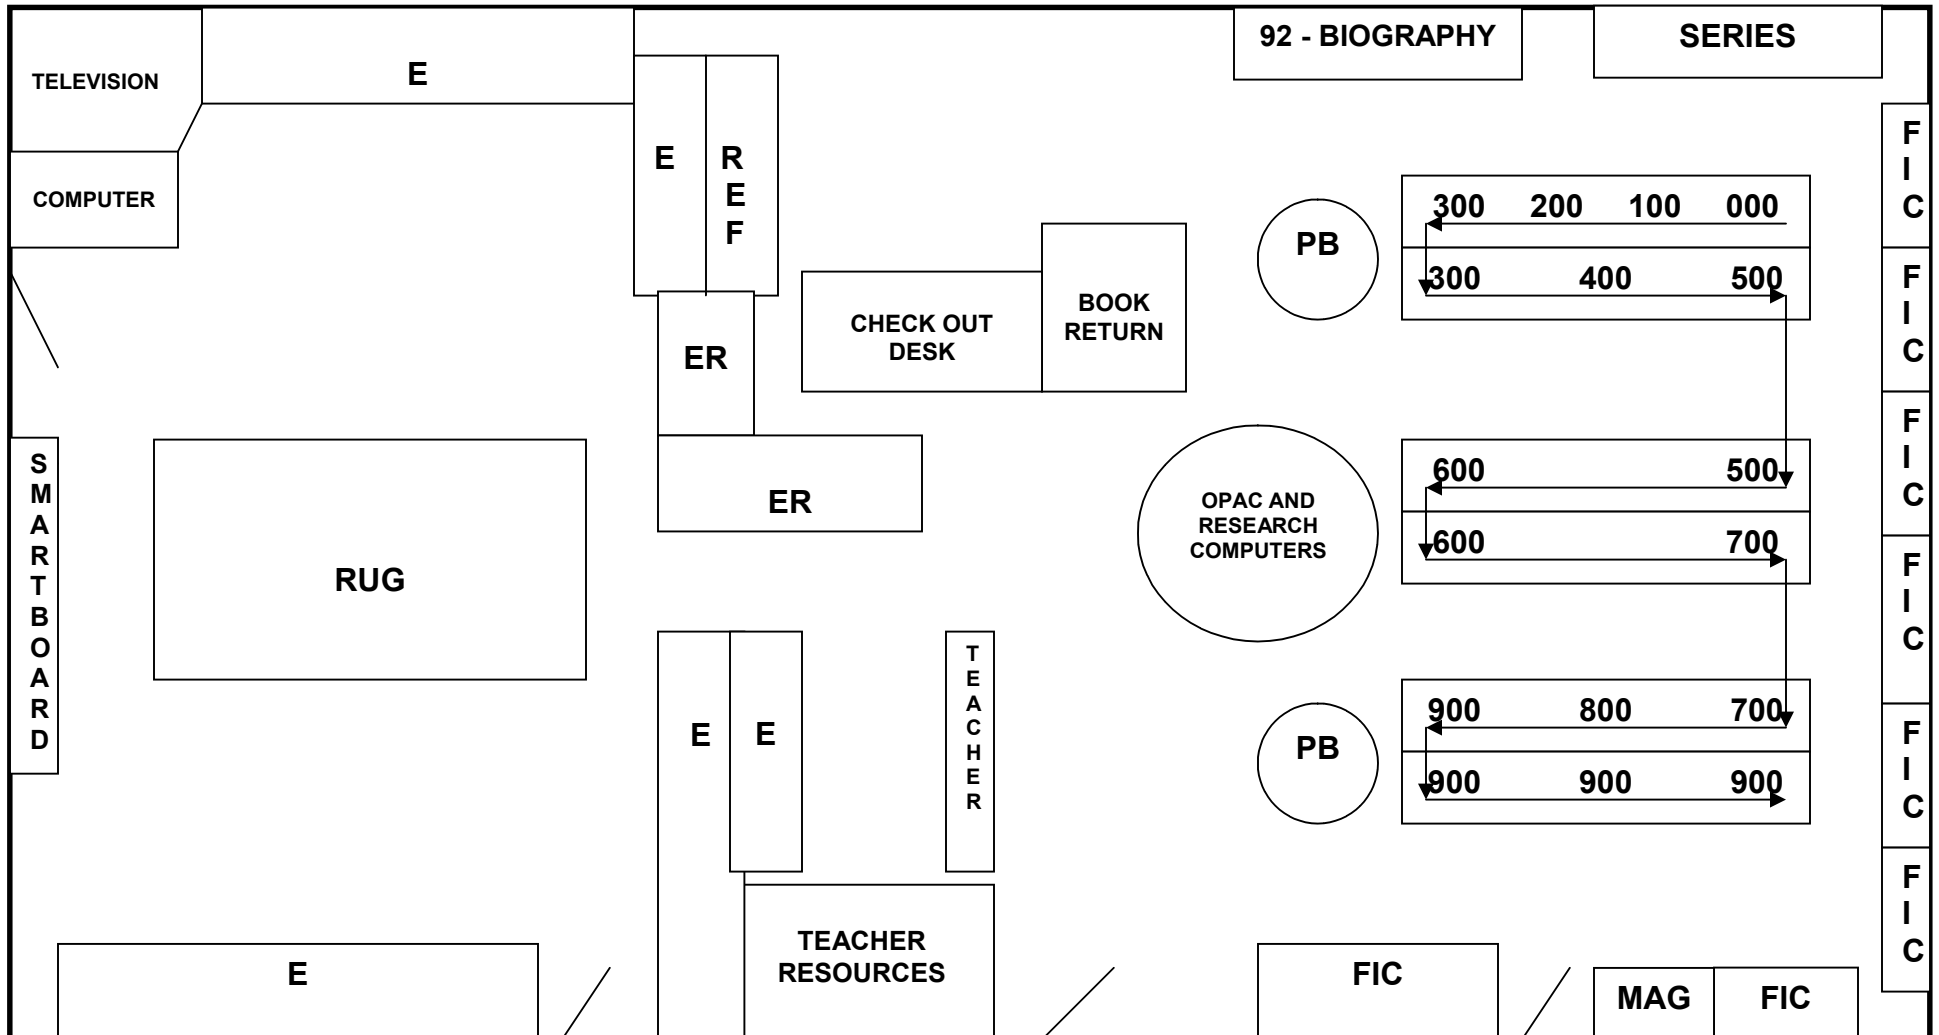 92 - BIOGRAPHY
SERIES
TELEVISION
E
COMPUTER
E
R
E
F
F
I
C
300 200 100 000
PB
300 400 500
F
I
C
CHECK OUT
DESK
BOOK
RETURN
ER
ER
F
I
C
600 500
OPAC AND
RESEARCH
COMPUTERS
600 700
S
M
A
R
T
B
O
A
R
D
RUG
F
I
C
E
E
T
E
A
C
H
E
R
PB
900 800 700
900 900 900
F
I
C
F
I
C
E
TEACHER
RESOURCES
FIC
MAG
FIC